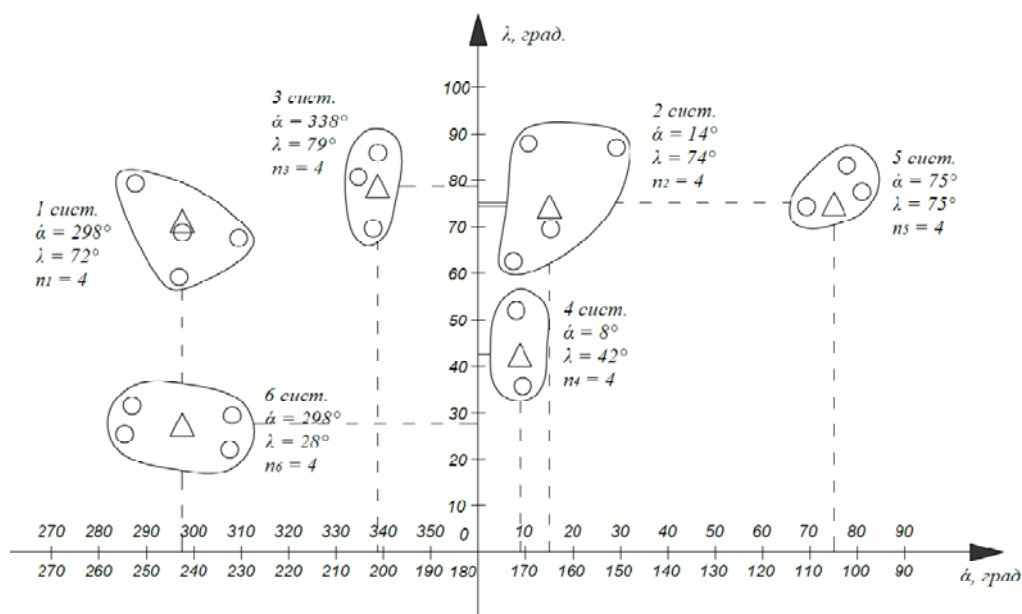 λ, град.
100
90
80
70
60
50
40
30
20
10
0
1 сист.
ά = 298°
λ = 72°
n1 = 4
3 сист.
ά = 338°
λ = 79°
n3 = 4
2 сист.
ά = 14°
λ = 74°
n2 = 4
5 сист.
ά = 75°
λ = 75°
n5 = 4
4 сист.
ά = 8°
λ = 42°
n4 = 4
6 сист.
ά = 298°
λ = 28°
n6 = 4
270 280 290 300 310 320 330 340 350 10 20 30 40 50 60 70 80 90
270 260 250 240 230 220 210 200 190 180 170 160 150 140 130 120 110 100 90
ά, град